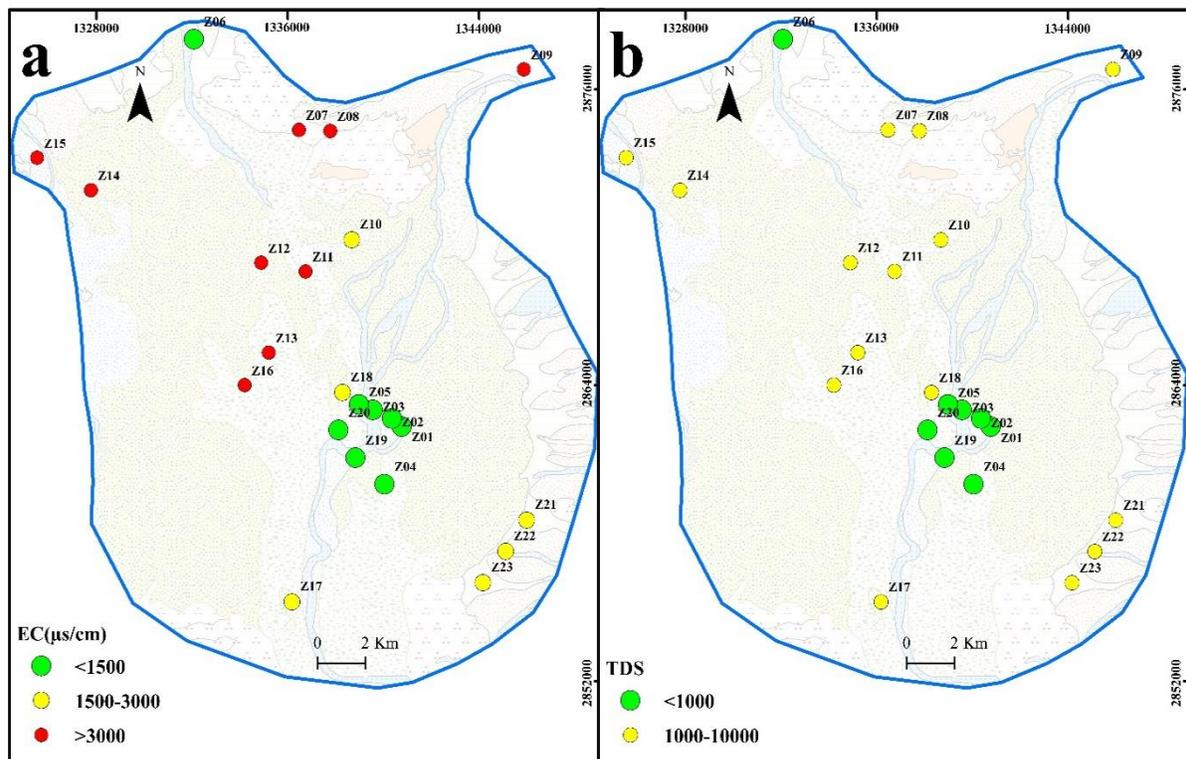 1328000 1336000 1344000
a
Z06
Z09
N
2876000
Z07
Z08
Z15
Z14
Z10
Z12
Z11
Z13
Z16
Z18
2864000
Z05
Z03
Z20
Z02
Z01
Z19
Z04
Z21
Z22
Z23
Z17
EC(µs/cm)
<1500
1500-3000
>3000
0 2 Km
2852000
1328000 1336000 1344000
b
Z06
Z09
N
2876000
Z07
Z08
Z15
Z14
Z10
Z12
Z11
Z13
Z16
Z18
2864000
Z05
Z03
Z20
Z02
Z01
Z19
Z04
Z21
Z22
Z23
Z17
TDS
<1000
1000-10000
0 2 Km
2852000